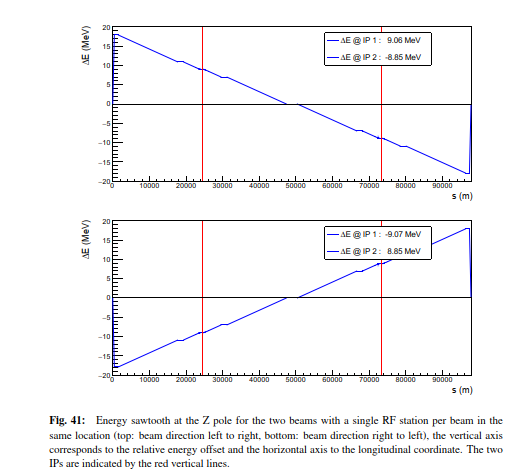 ΔE (MeV)
20
15
10
5
0
−5
−10
−15
−20
ΔE @ IP 1 : 9.06 MeV
ΔE @ IP 2 : -8.85 MeV
0 10000 20000 30000 40000 50000 60000 70000 80000 90000
s (m)
ΔE (MeV)
20
15
10
5
0
−5
−10
−15
−20
ΔE @ IP 1 : -9.07 MeV
ΔE @ IP 2 : 8.85 MeV
0 10000 20000 30000 40000 50000 60000 70000 80000 90000
s (m)
Fig. 41: Energy sawtooth at the Z pole for the two beams with a single RF station per beam in the
same location (top: beam direction left to right, bottom: beam direction right to left), the vertical axis
corresponds to the relative energy offset and the horizontal axis to the longitudinal coordinate. The two
IPs are indicated by the red vertical lines.